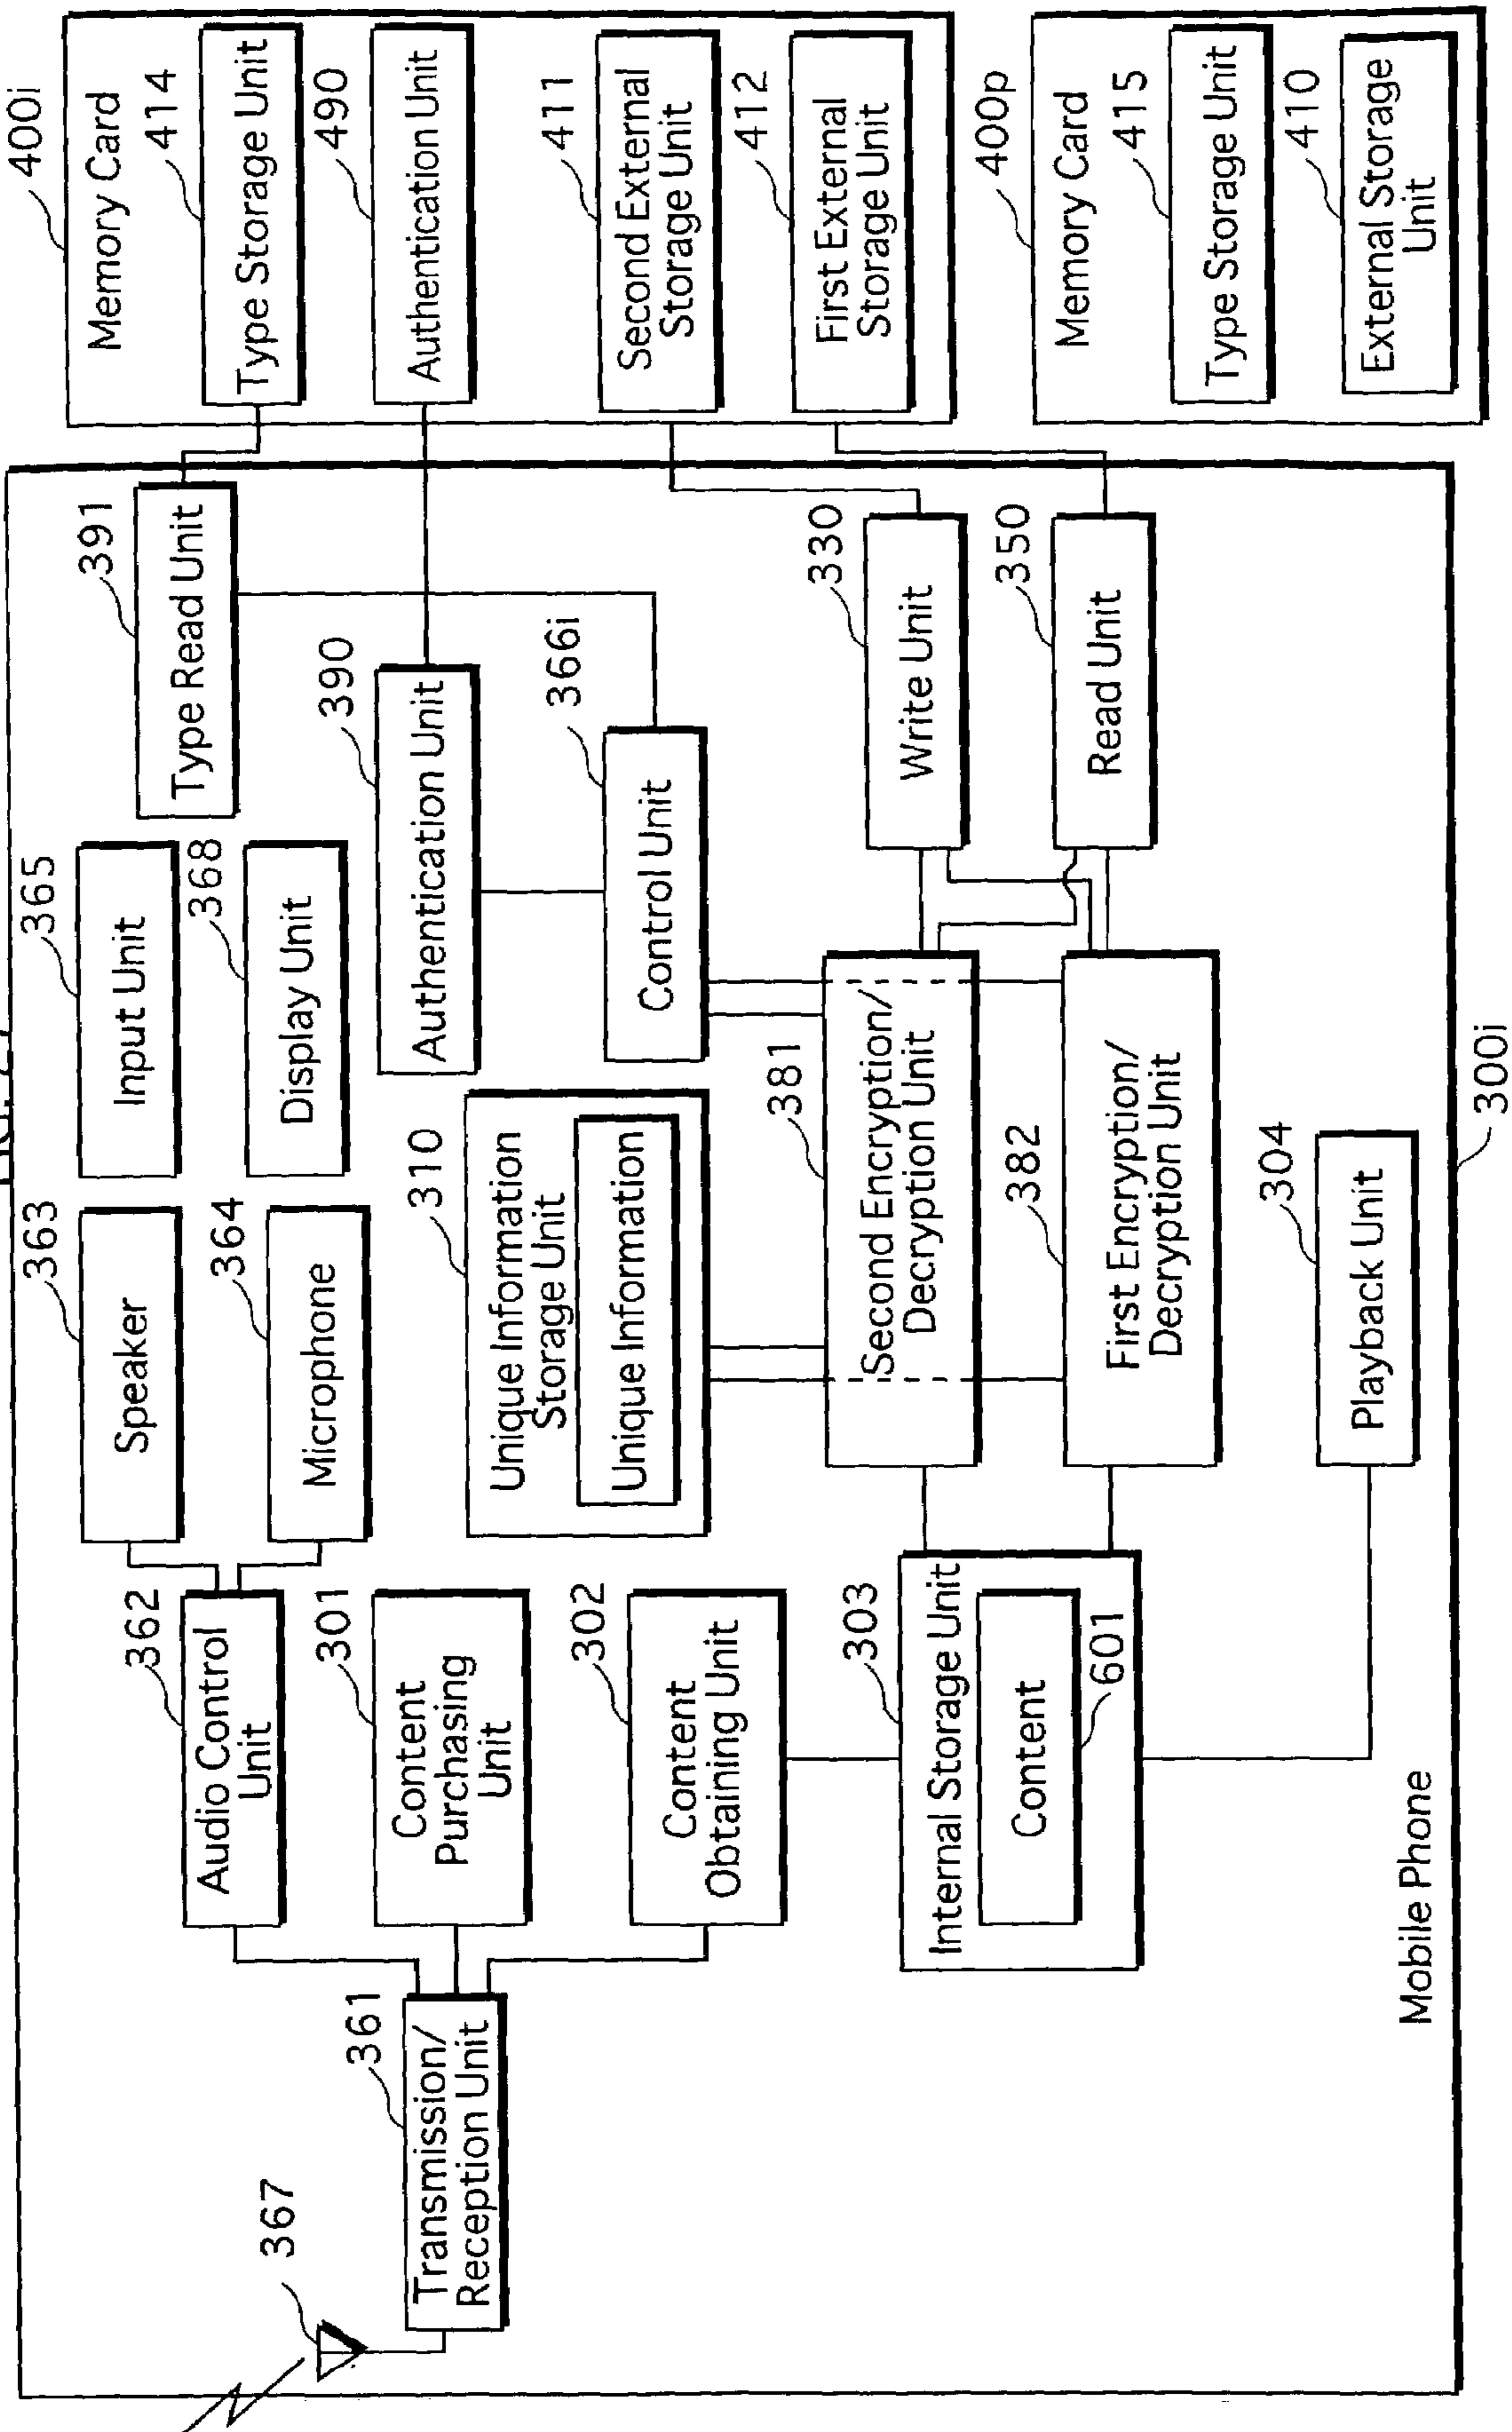 367
361
Transmission/
Reception Unit
362
Audio Control
Unit
363
Speaker
364
Microphone
365
Input Unit
368
Display Unit
391
Type Read Unit
301
Content
Purchasing
Unit
302
Content
Obtaining Unit
310
Unique Information
Storage Unit
Unique Information
390
Authentication Unit
366i
Control Unit
303
Internal Storage Unit
Content
601
381
Second Encryption/
Decryption Unit
382
First Encryption/
Decryption Unit
330
Write Unit
350
Read Unit
304
Playback Unit
Mobile Phone
300i
400i
Memory Card
414
Type Storage Unit
490
Authentication Unit
411
Second External
Storage Unit
412
First External
Storage Unit
400p
Memory Card
415
Type Storage Unit
410
External Storage
Unit